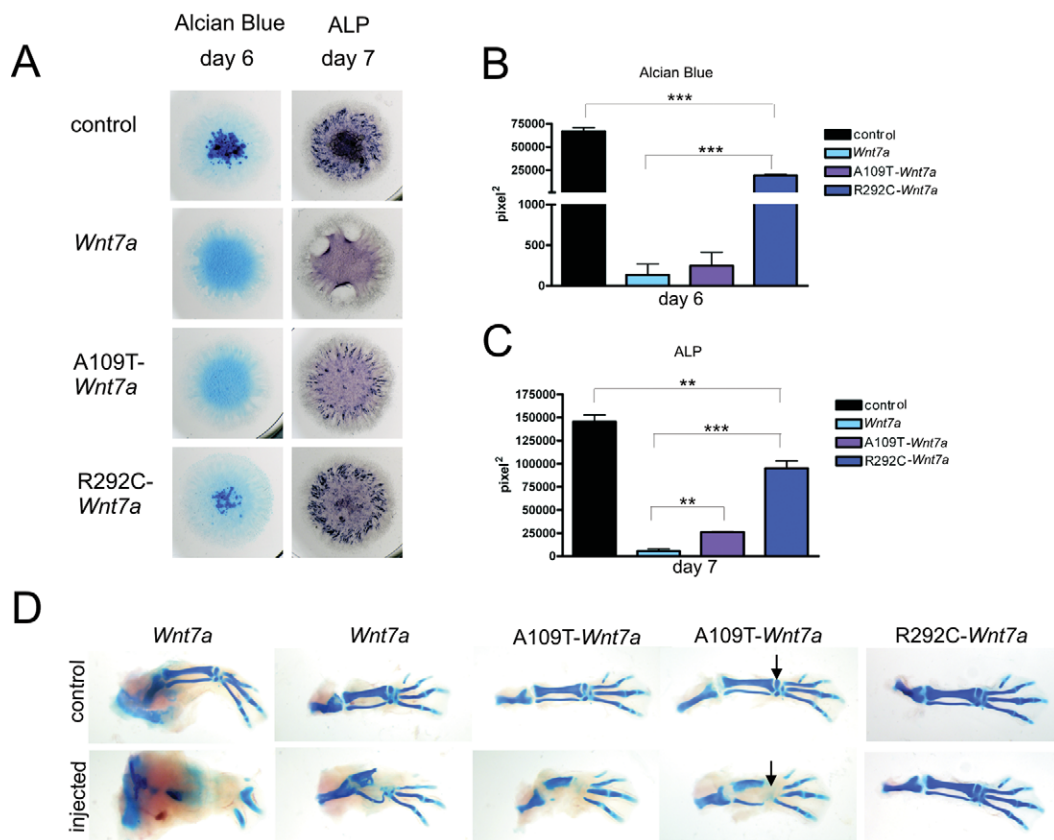 A
Alcian Blue
day 6
ALP
day 7
control
Wnt7a
A109T-
Wnt7a
R292C-
Wnt7a
B
Alcian Blue
***
***
75000
50000
25000
1000
500
0
pixel²
day 6
control
Wnt7a
A109T-Wnt7a
R292C-Wnt7a
C
ALP
**
***
**
175000
150000
125000
100000
75000
50000
25000
0
pixel²
day 7
control
Wnt7a
A109T-Wnt7a
R292C-Wnt7a
D
Wnt7a Wnt7a A109T-Wnt7a A109T-Wnt7a R292C-Wnt7a
control
injected